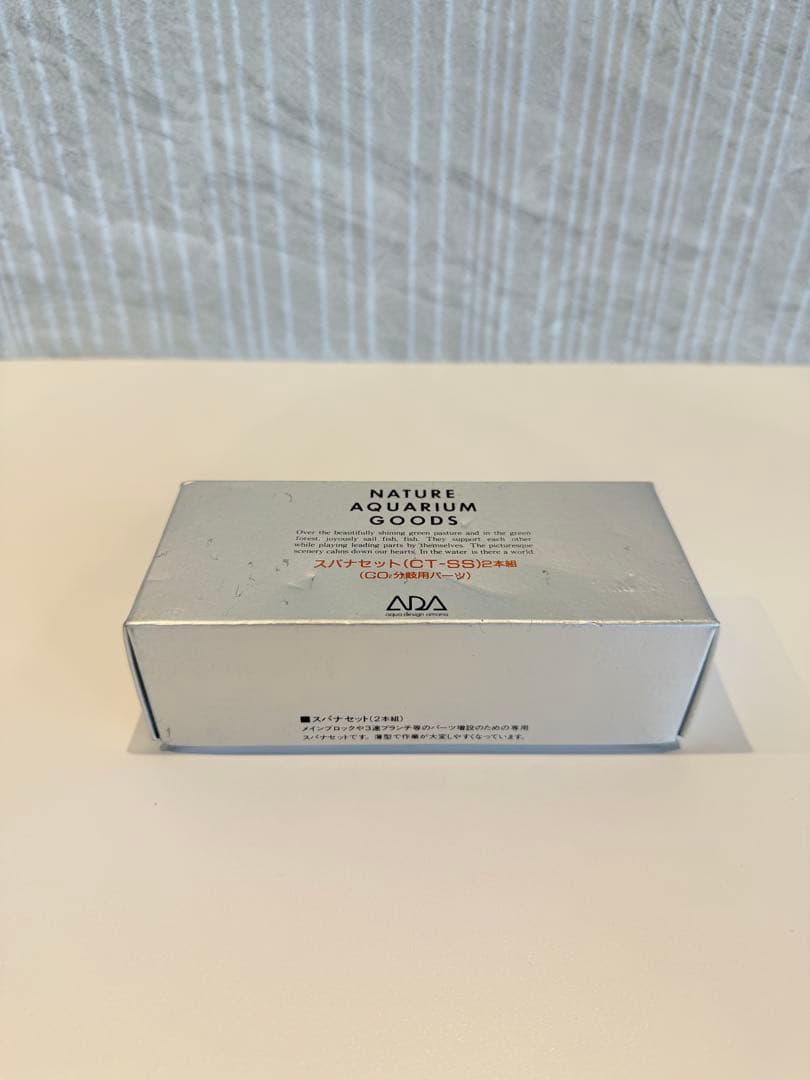 NATURE
AQUARIUM
GOODS
Over the beautifully shining green pasture and in the green
forest, joyously sail fish, fish. They support each other
while playing leading parts by themselves. The picturesque
scenery calms down our hearts. In the water is there a world.
スパナセット(CT-SS)2本組
(CO₂分岐用パーツ)
ADA
aqua design amano
■スパナセット(2本組)
メインブロックや3連ブランチ等のパーツ増設のための専用
スパナセットです。薄型で作業が大変しやすくなっています。